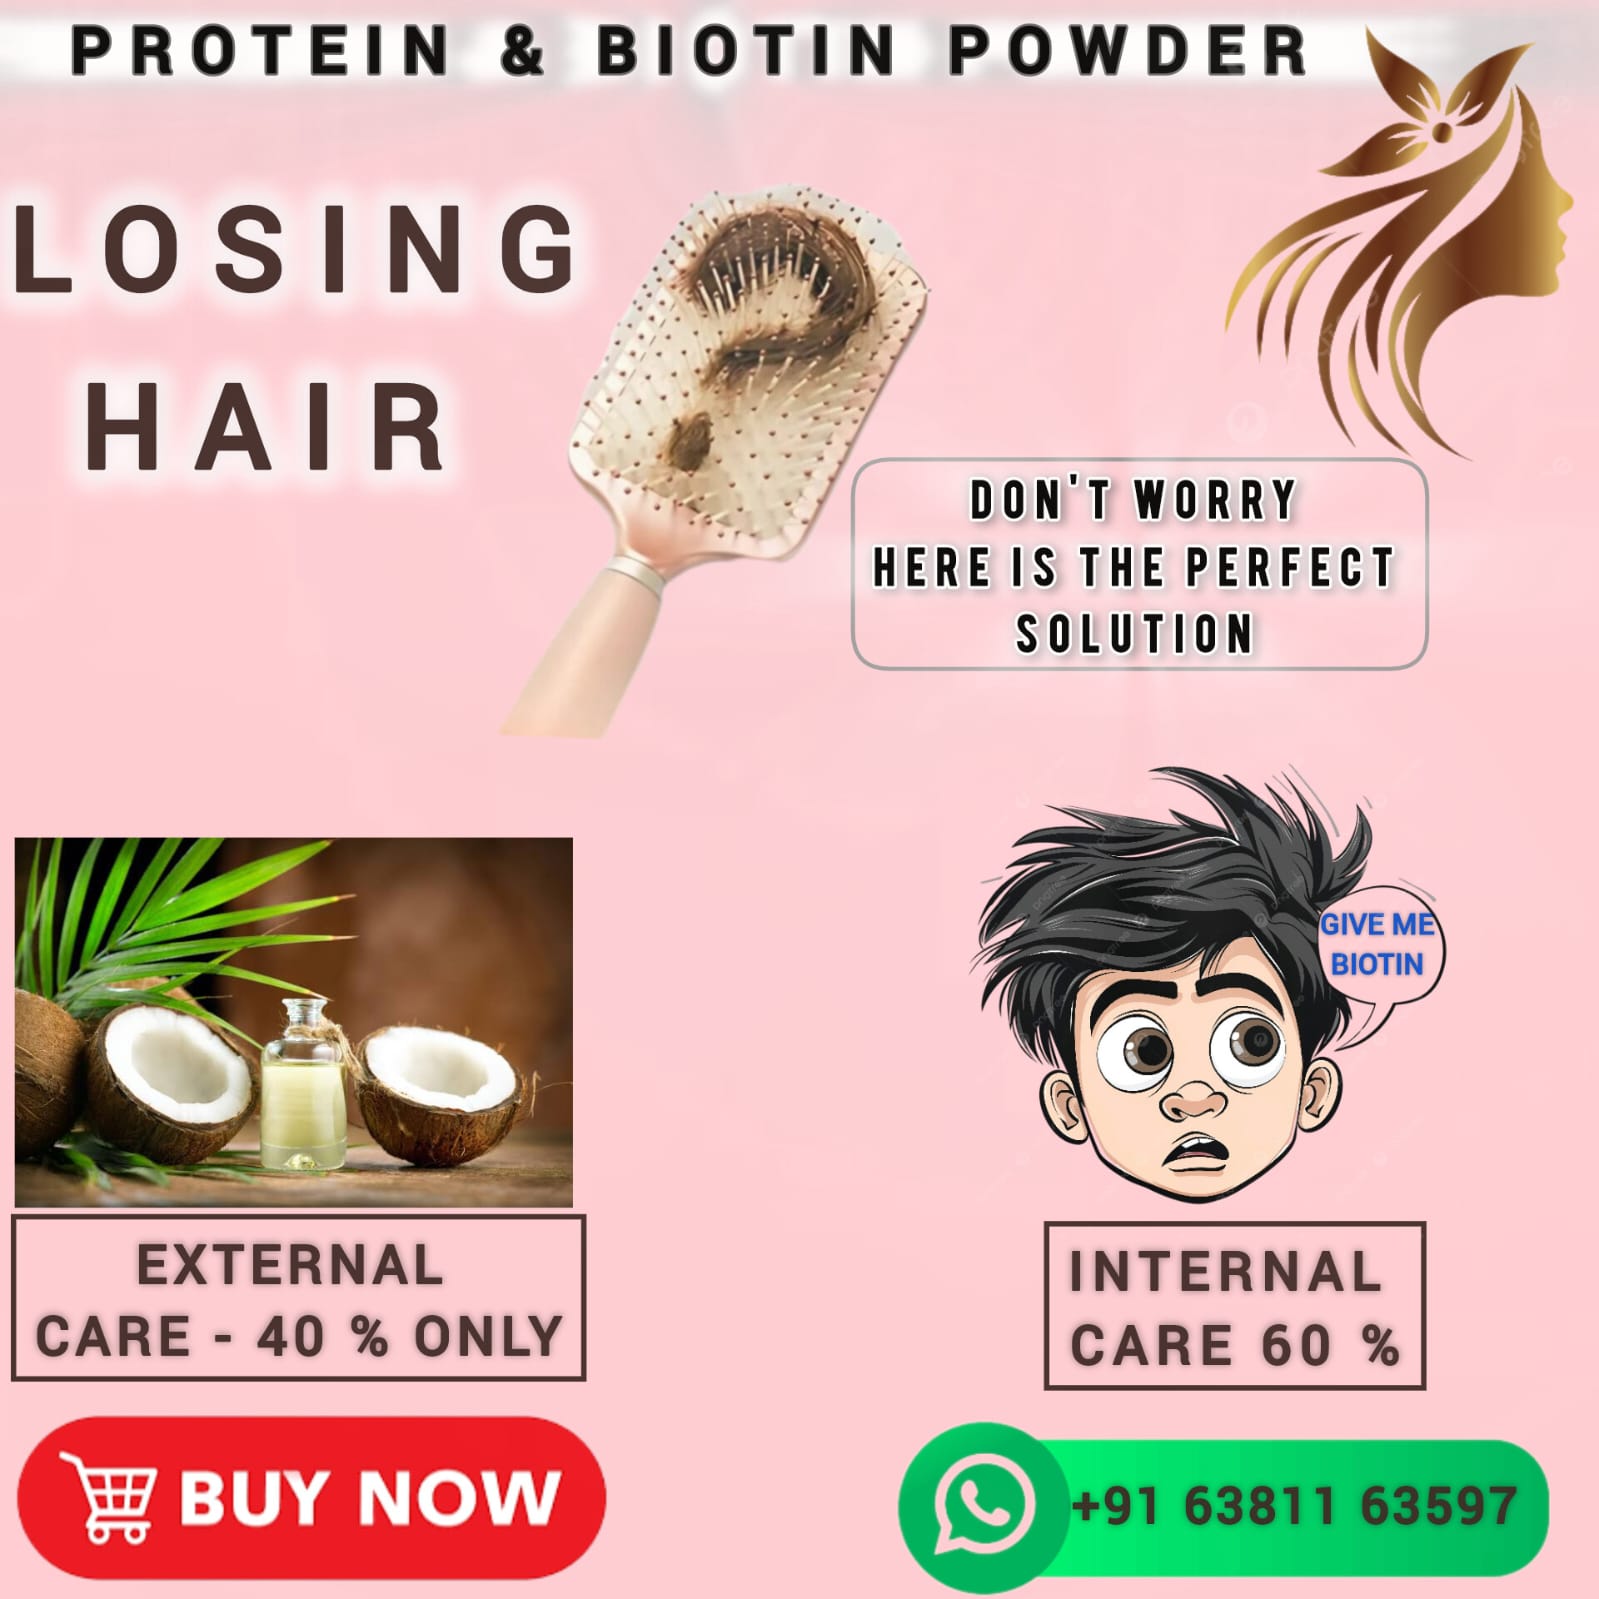 PROTEIN & BIOTIN POWDER
LOSING
HAIR
DON'T WORRY
HERE IS THE PERFECT
SOLUTION
GIVE ME
BIOTIN
EXTERNAL
CARE - 40 % ONLY
INTERNAL
CARE 60 %
BUY NOW
+91 63811 63597